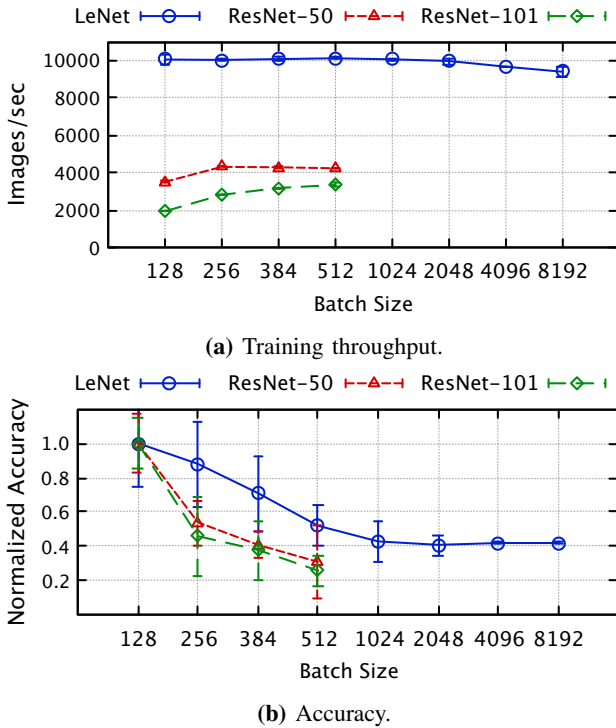 LeNet ResNet-50 ResNet-101
Images/sec
10000
8000
6000
4000
2000
0
128 256 384 512 1024 2048 4096 8192
Batch Size
(a) Training throughput.
LeNet ResNet-50 ResNet-101
Normalized Accuracy
1.0
0.8
0.6
0.4
0.2
128 256 384 512 1024 2048 4096 8192
Batch Size
(b) Accuracy.